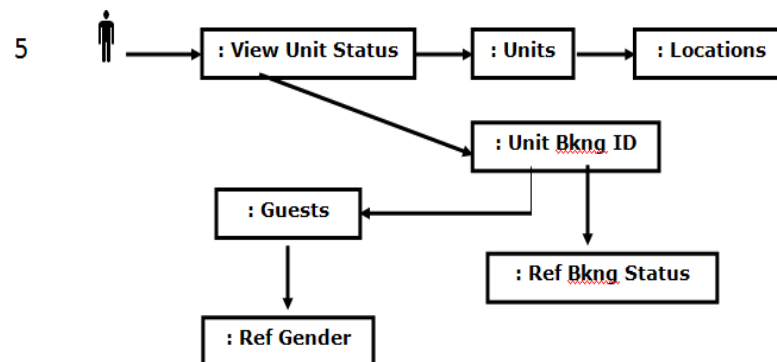 5
: View Unit Status
: Units
: Locations
: Unit Bkng ID
: Guests
: Ref Bkng Status
: Ref Gender